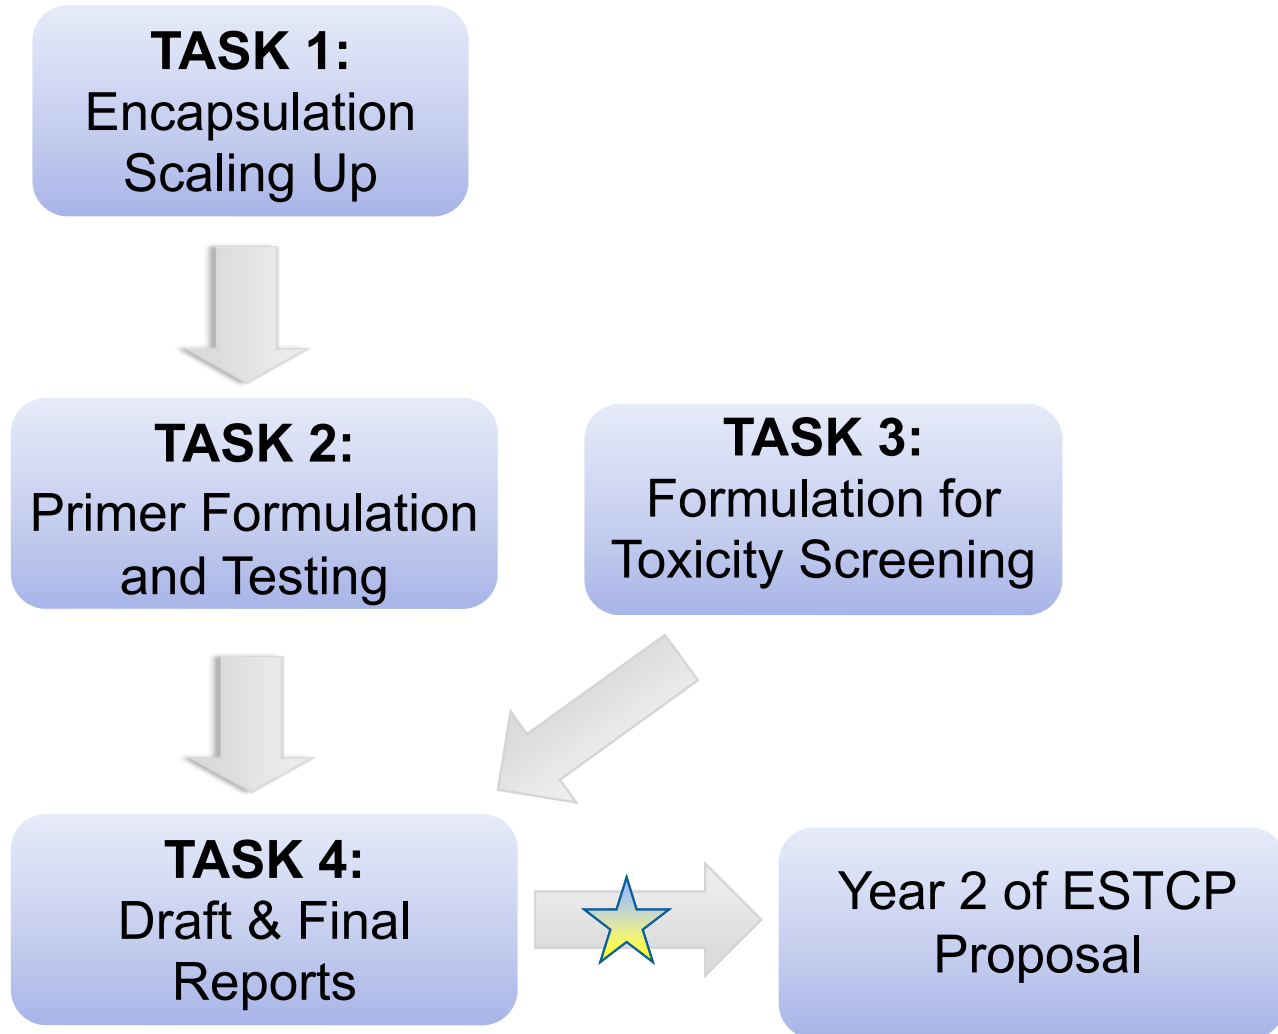 TASK 1:
Encapsulation
Scaling Up
TASK 2:
Primer Formulation
and Testing
TASK 3:
Formulation for
Toxicity Screening
TASK 4:
Draft & Final
Reports
Year 2 of ESTCP
Proposal